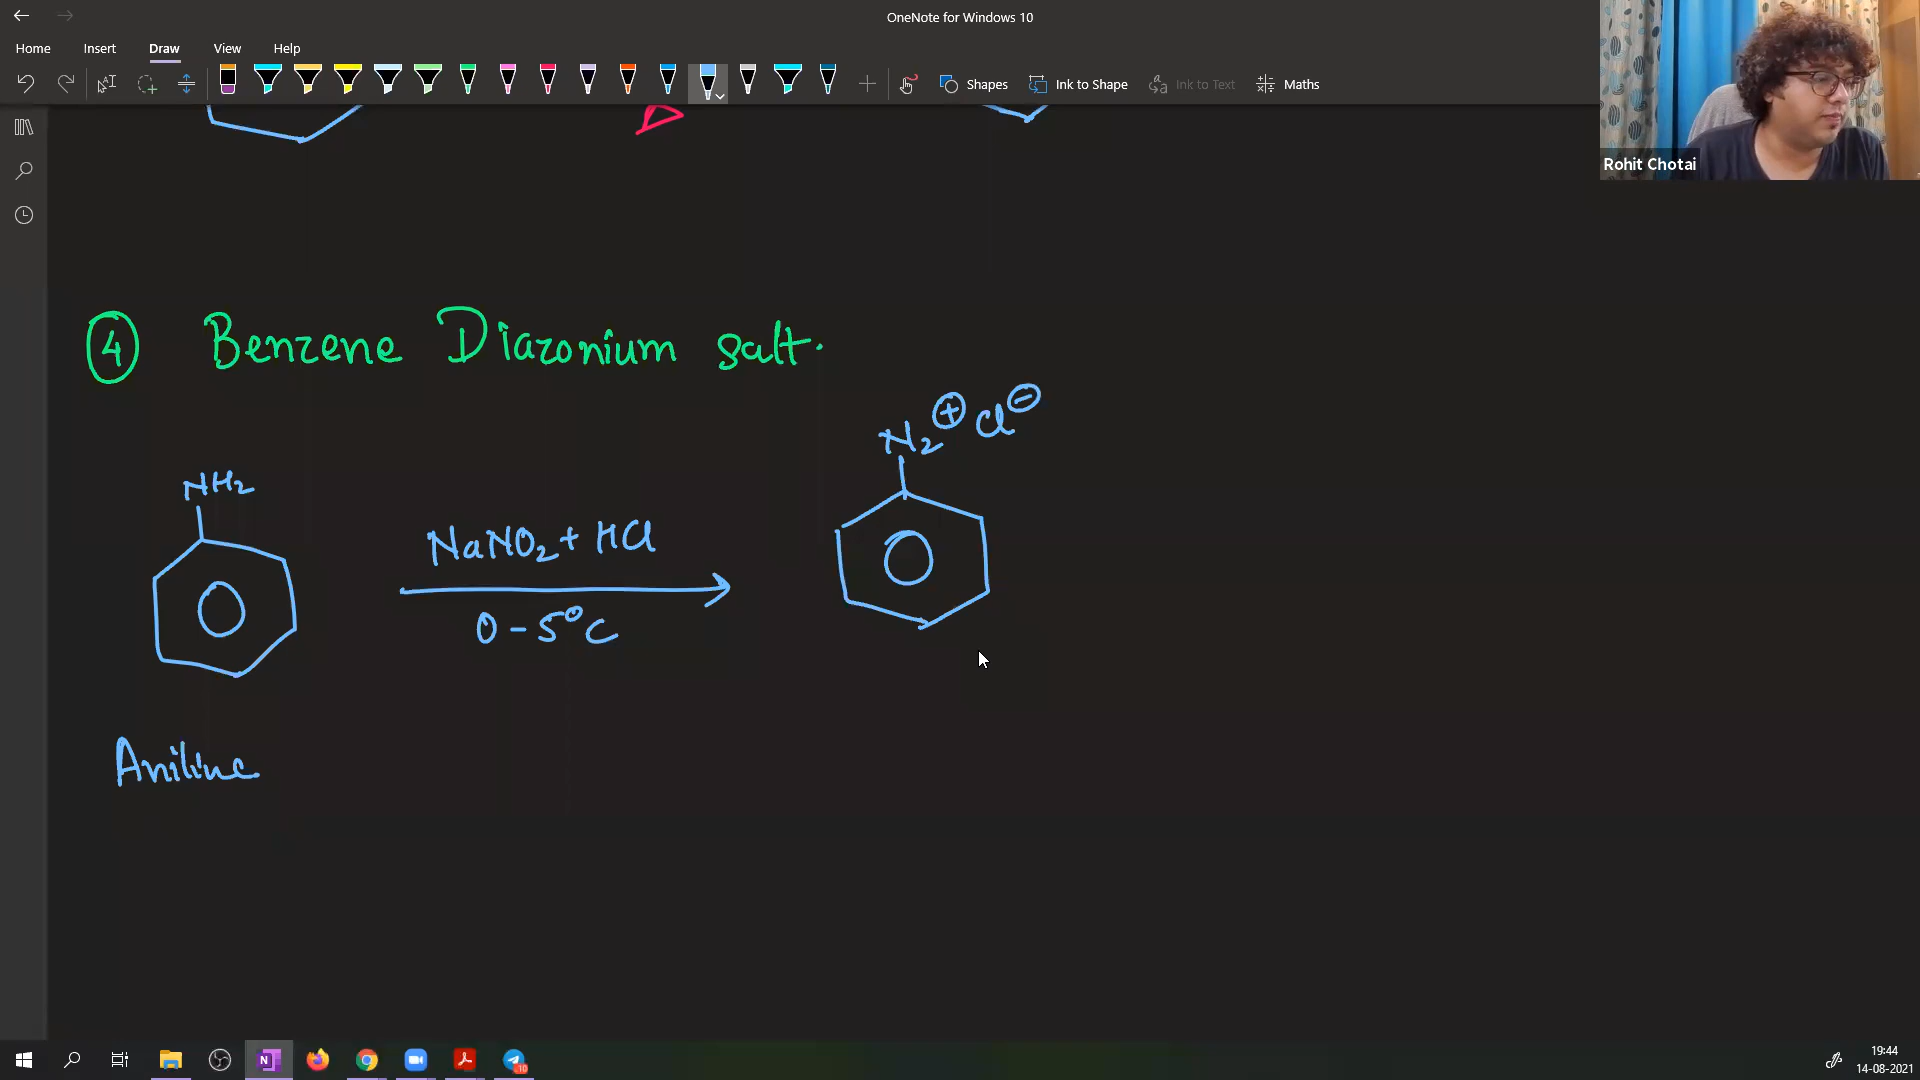 OneNote for Windows 10
Home Insert Draw View Help
Shapes Ink to Shape Ink to Text Maths
Rohit Chotai
④ Benzene Diazonium salt.
N₂⊕ Cl⊖
NH₂
NaNO₂ + HCl
0 - 5°C
Aniline
10
19:44
14-08-2021